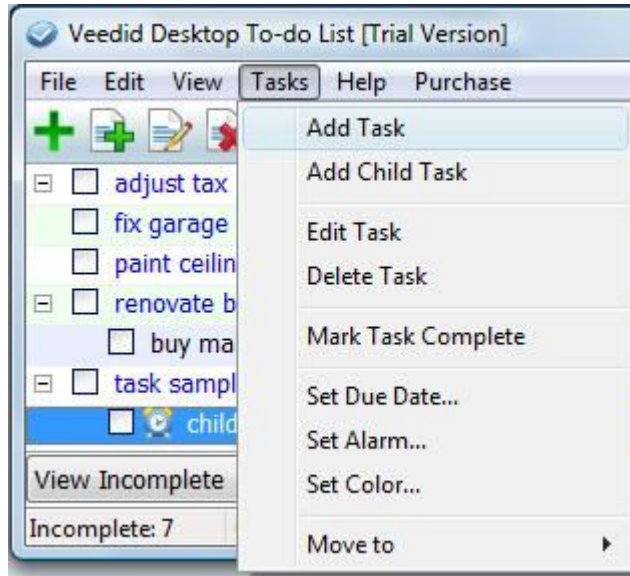 Veedid Desktop To-do List [Trial Version]
File Edit View Tasks Help Purchase
Add Task
Add Child Task
Edit Task
Delete Task
Mark Task Complete
Set Due Date...
Set Alarm...
Set Color...
Move to
adjust tax
fix garage
paint ceilin
renovate b
buy ma
task sampl
child
View Incomplete
Incomplete: 7